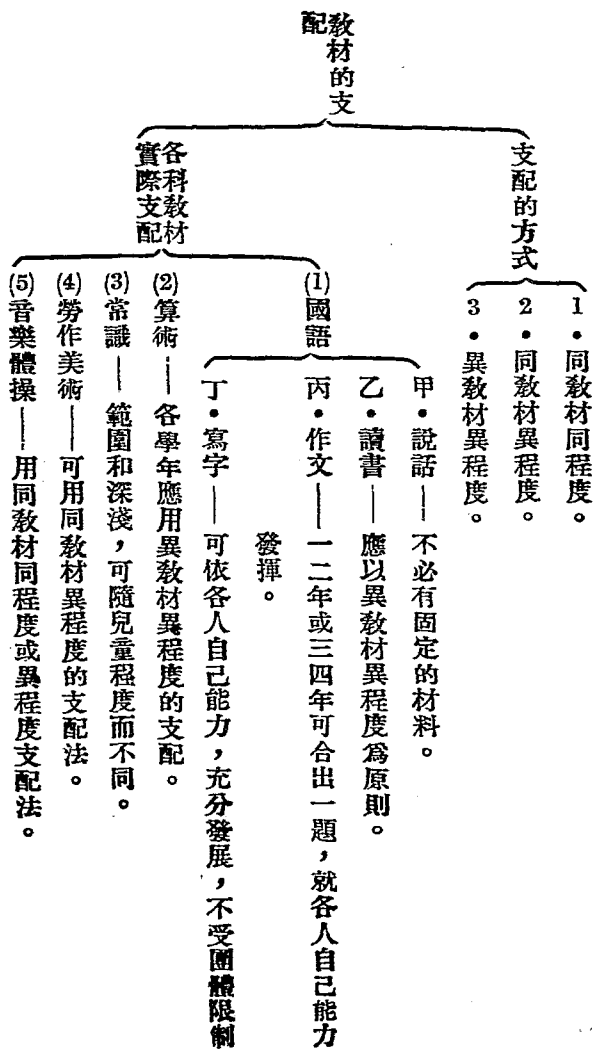 教材的支
配
支配的方式
1・同教材同程度。
2・同教材異程度。
3・異教材異程度。
各科教材
實際支配
(1)國語
甲・說話——不必有固定的材料。
乙・讀書——應以異教材異程度爲原則。
丙・作文——一二年或三四年可合出一題，就各人自己能力
發揮。
丁・寫字——可依各人自己能力，充分發展，不受團體限制
(2)算術——各學年應用異教材異程度的支配。
(3)常識——範圍和深淺，可隨兒童程度而不同。
(4)勞作美術——可用同教材異程度的支配法。
(5)音樂體操——用同教材同程度或異程度支配法。